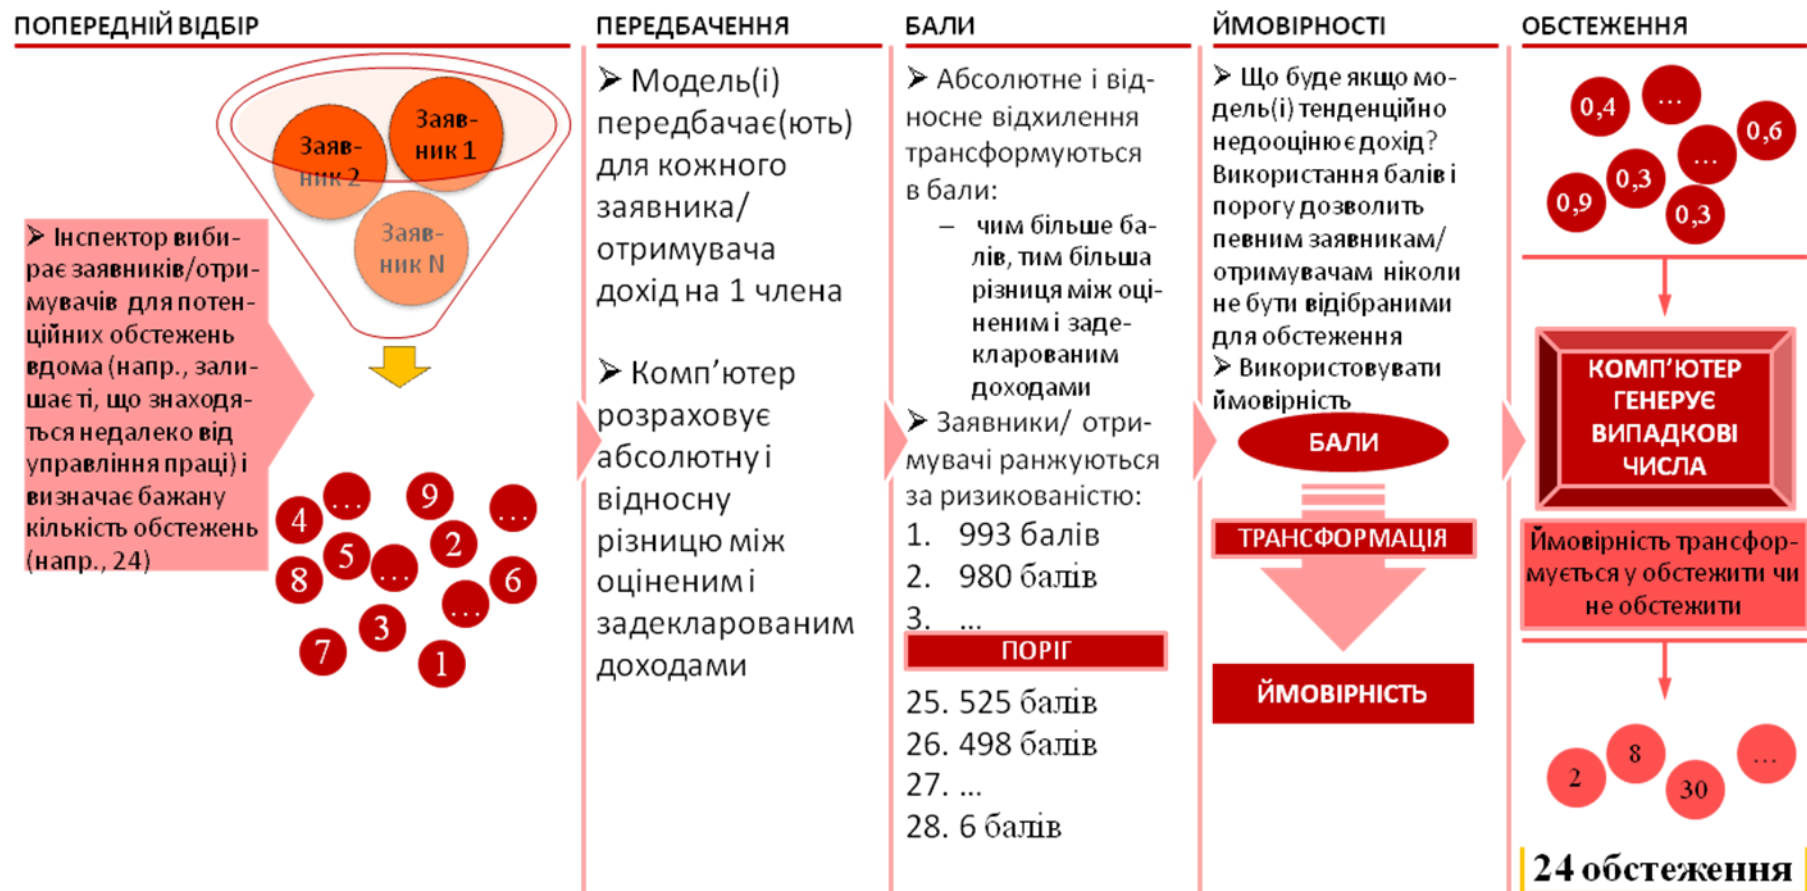 ПОПЕРЕДНІЙ ВІДБІР
Заяв-
ник 1
Заяв-
ник 2
Заяв-
ник N
➤ Інспектор виби-
рає заявників/отри-
мувачів для потен-
ційних обстежень
вдома (напр., зали-
шає ті, що знаходя-
ться недалеко від
управління праці) і
визначає бажану
кількість обстежень
(напр., 24)
4
...
9
...
5
2
8
...
6
...
3
7
1
ПЕРЕДБАЧЕННЯ
➤ Модель(і)
передбачає(ють)
для кожного
заявника/
отримувача
дохід на 1 члена
➤ Комп’ютер
розраховує
абсолютну і
відносну
різницю між
оціненим і
задекларованим
доходами
БАЛИ
➤ Абсолютне і від-
носне відхилення
трансформуються
в бали:
– чим більше ба-
лів, тим більша
різниця між оці-
неним і заде-
кларованим
доходами
➤ Заявники/ отри-
мувачі ранжуються
за ризикованістю:
1. 993 балів
2. 980 балів
3. ...
ПОРІГ
25. 525 балів
26. 498 балів
27. ...
28. 6 балів
ЙМОВІРНОСТІ
➤ Що буде якщо мо-
дель(і) тенденційно
недооцінює дохід?
Використання балів і
порогу дозволить
певним заявникам/
отримувачам ніколи
не бути відібраними
для обстеження
➤ Використовувати
ймовірність
БАЛИ
ТРАНСФОРМАЦІЯ
ЙМОВІРНІСТЬ
ОБСТЕЖЕННЯ
0,4
...
0,6
...
0,3
0,9
0,3
КОМП’ЮТЕР
ГЕНЕРУЄ
ВИПАДКОВІ
ЧИСЛА
Ймовірність трансфор-
мується у обстежити чи
не обстежити
2
8
30
...
24 обстеження